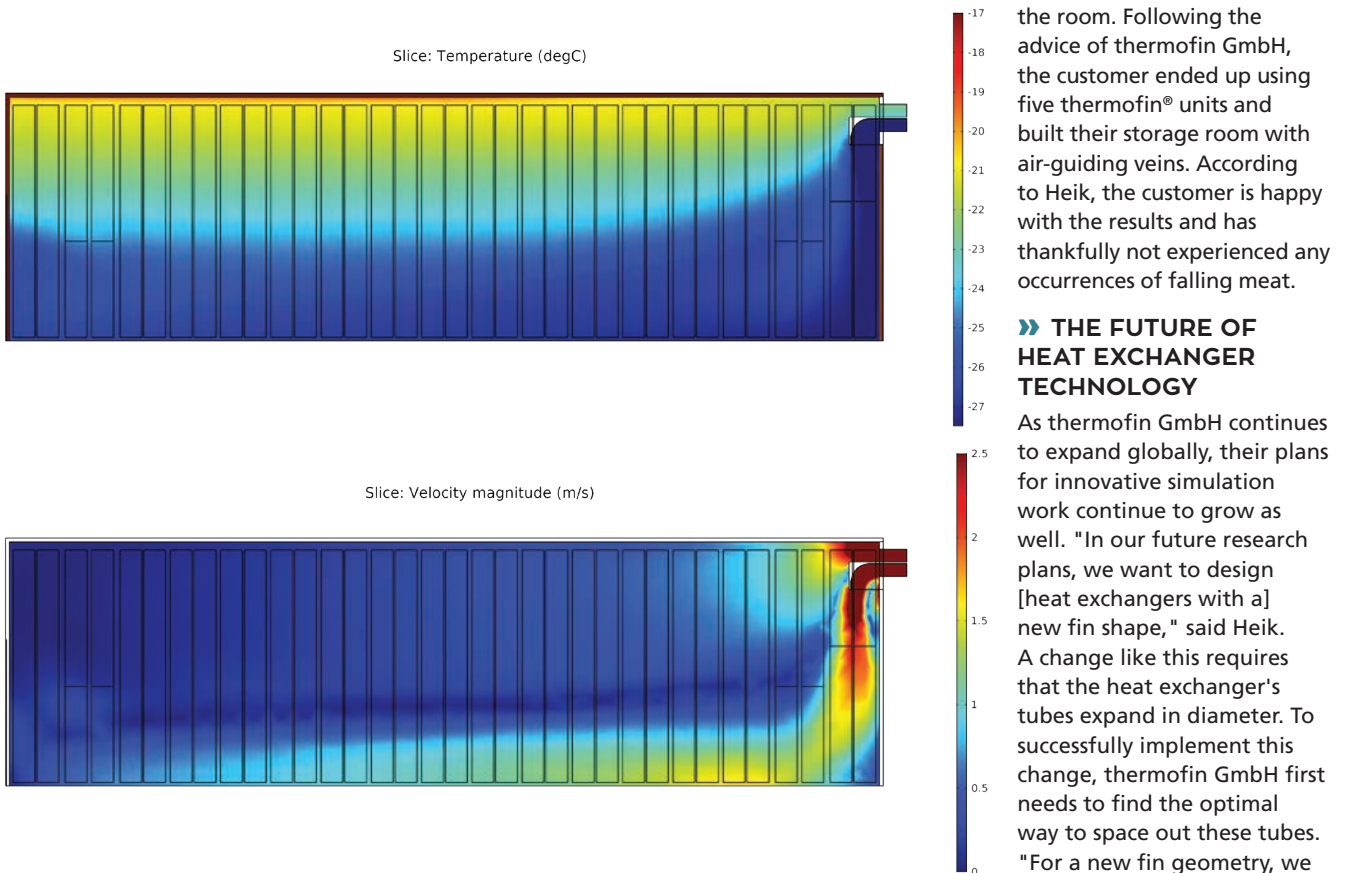 Slice: Temperature (degC)
-17
-18
-19
-20
-21
-22
-23
-24
-25
-26
-27
Slice: Velocity magnitude (m/s)
2.5
2
1.5
1
0.5
0
the room. Following the
advice of thermofin GmbH,
the customer ended up using
five thermofin® units and
built their storage room with
air-guiding veins. According
to Heik, the customer is happy
with the results and has
thankfully not experienced any
occurrences of falling meat.
» THE FUTURE OF
HEAT EXCHANGER
TECHNOLOGY
As thermofin GmbH continues
to expand globally, their plans
for innovative simulation
work continue to grow as
well. "In our future research
plans, we want to design
[heat exchangers with a]
new fin shape," said Heik.
A change like this requires
that the heat exchanger's
tubes expand in diameter. To
successfully implement this
change, thermofin GmbH first
needs to find the optimal
way to space out these tubes.
"For a new fin geometry, we